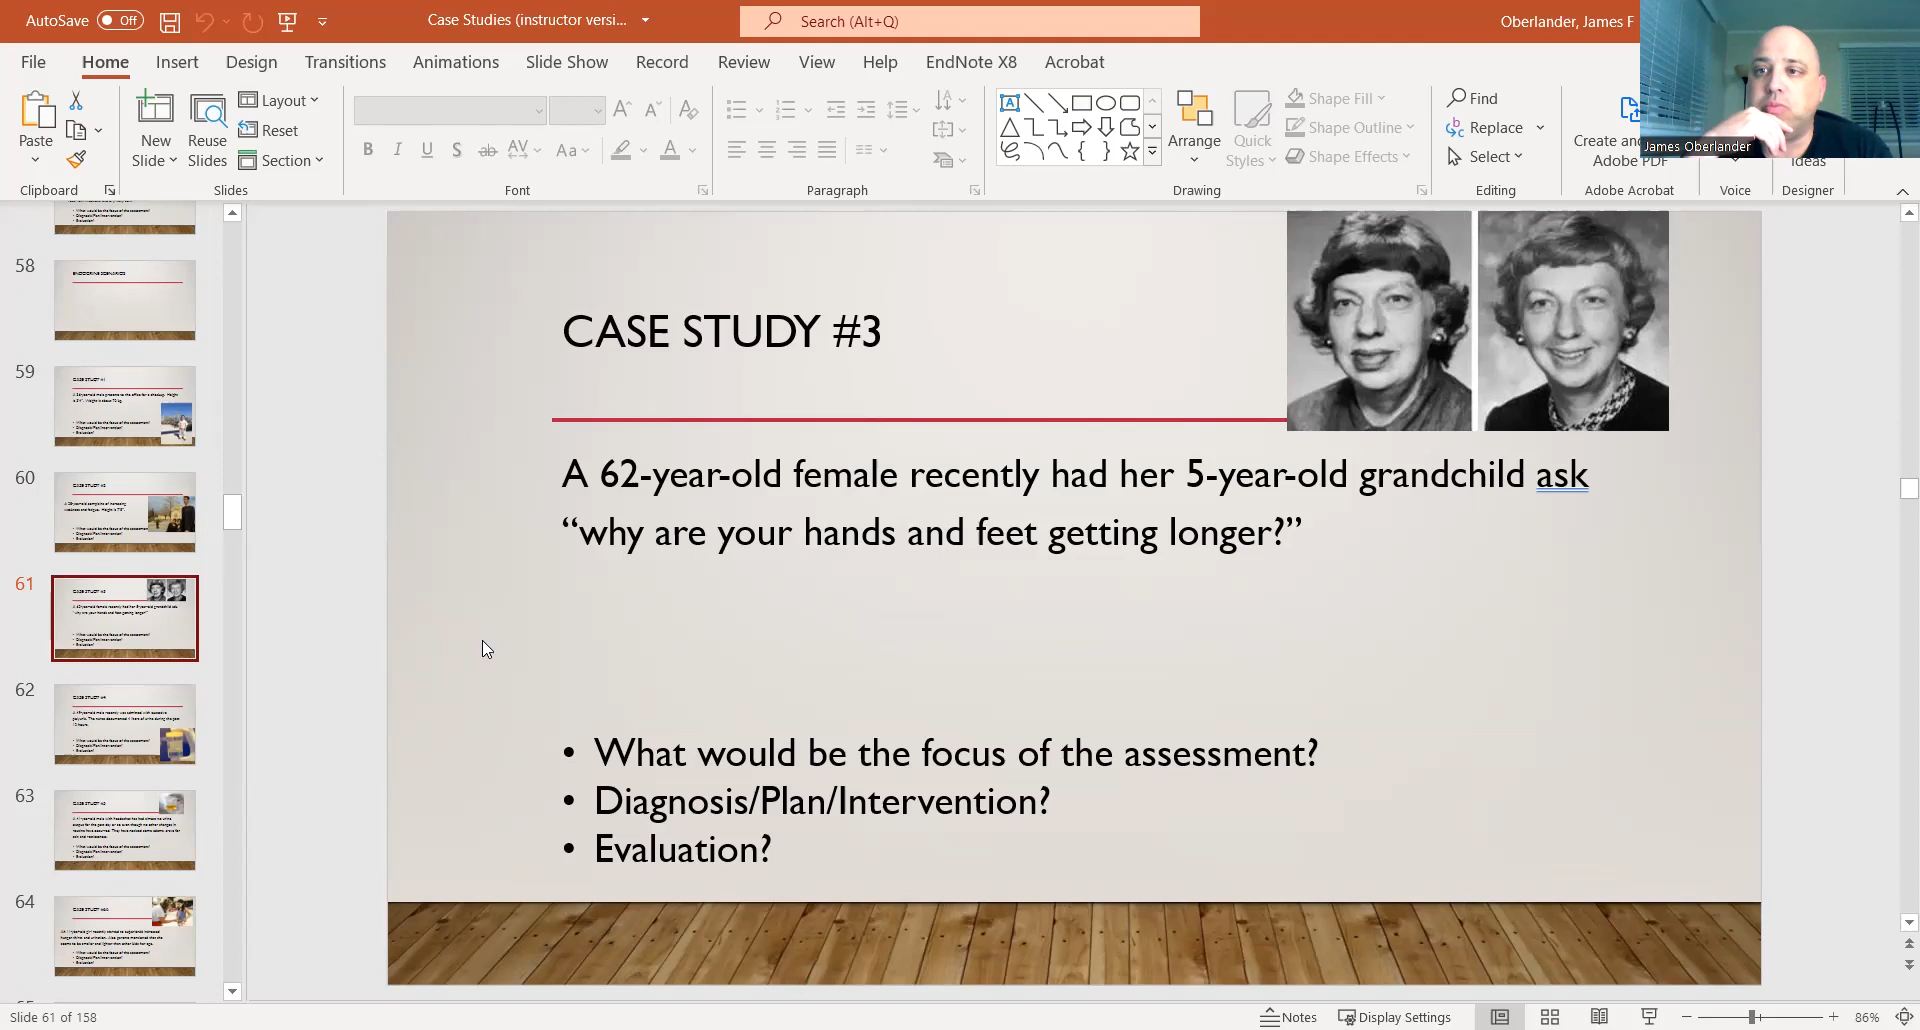 AutoSave Off
Case Studies (instructor versi...
Search (Alt+Q)
Oberlander, James F
File Home Insert Design Transitions Animations Slide Show Record Review View Help EndNote X8 Acrobat
Paste
New Slide
Reuse Slides
Layout
Reset
Section
B I U S ab AV Aa A
Arrange
Quick Styles
Shape Fill
Shape Outline
Shape Effects
Find
Replace
Select
Create and
Adobe PDF
Ideas
James Oberlander
Clipboard Slides Font Paragraph Drawing Editing Adobe Acrobat Voice Designer
58
59
60
61
62
63
64
CASE STUDY #3
A 62-year-old female recently had her 5-year-old grandchild ask
“why are your hands and feet getting longer?”
• What would be the focus of the assessment?
• Diagnosis/Plan/Intervention?
• Evaluation?
Slide 61 of 158
Notes
Display Settings
86%